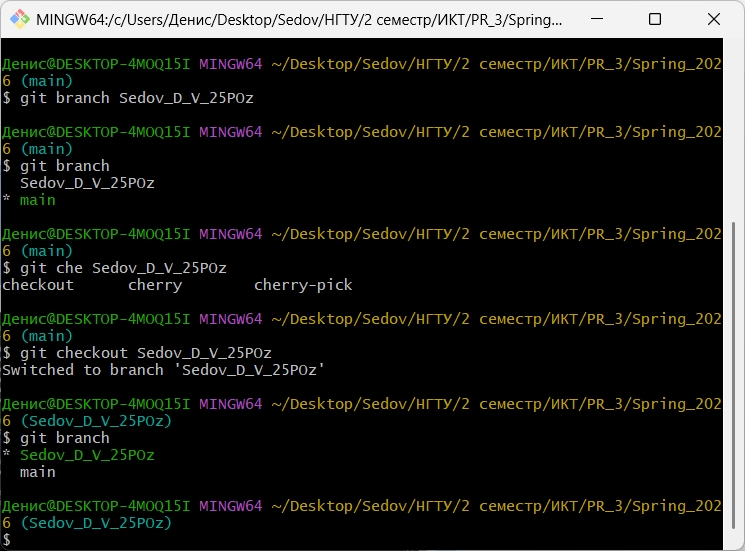 MINGW64:/c/Users/Денис/Desktop/Sedov/НГТУ/2 семестр/ИКТ/PR_3/Spring...
Денис@DESKTOP-4MOQ15I MINGW64 ~/Desktop/Sedov/НГТУ/2 семестр/ИКТ/PR_3/Spring_202
6 (main)
$ git branch Sedov_D_V_25POz
Денис@DESKTOP-4MOQ15I MINGW64 ~/Desktop/Sedov/НГТУ/2 семестр/ИКТ/PR_3/Spring_202
6 (main)
$ git branch
  Sedov_D_V_25POz
* main
Денис@DESKTOP-4MOQ15I MINGW64 ~/Desktop/Sedov/НГТУ/2 семестр/ИКТ/PR_3/Spring_202
6 (main)
$ git che Sedov_D_V_25POz
checkout      cherry        cherry-pick
Денис@DESKTOP-4MOQ15I MINGW64 ~/Desktop/Sedov/НГТУ/2 семестр/ИКТ/PR_3/Spring_202
6 (main)
$ git checkout Sedov_D_V_25POz
Switched to branch 'Sedov_D_V_25POz'
Денис@DESKTOP-4MOQ15I MINGW64 ~/Desktop/Sedov/НГТУ/2 семестр/ИКТ/PR_3/Spring_202
6 (Sedov_D_V_25POz)
$ git branch
* Sedov_D_V_25POz
  main
Денис@DESKTOP-4MOQ15I MINGW64 ~/Desktop/Sedov/НГТУ/2 семестр/ИКТ/PR_3/Spring_202
6 (Sedov_D_V_25POz)
$